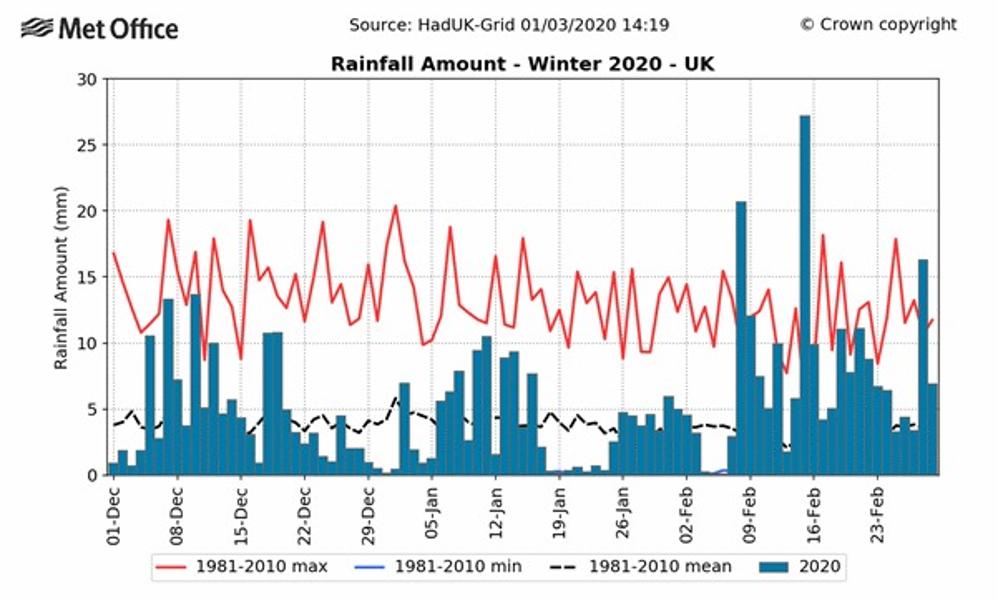 Met Office
Source: HadUK-Grid 01/03/2020 14:19
© Crown copyright
Rainfall Amount - Winter 2020 - UK
Rainfall Amount (mm)
30
25
20
15
10
5
0
01-Dec
08-Dec
15-Dec
22-Dec
29-Dec
05-Jan
12-Jan
19-Jan
26-Jan
02-Feb
09-Feb
16-Feb
23-Feb
1981-2010 max
1981-2010 min
1981-2010 mean
2020